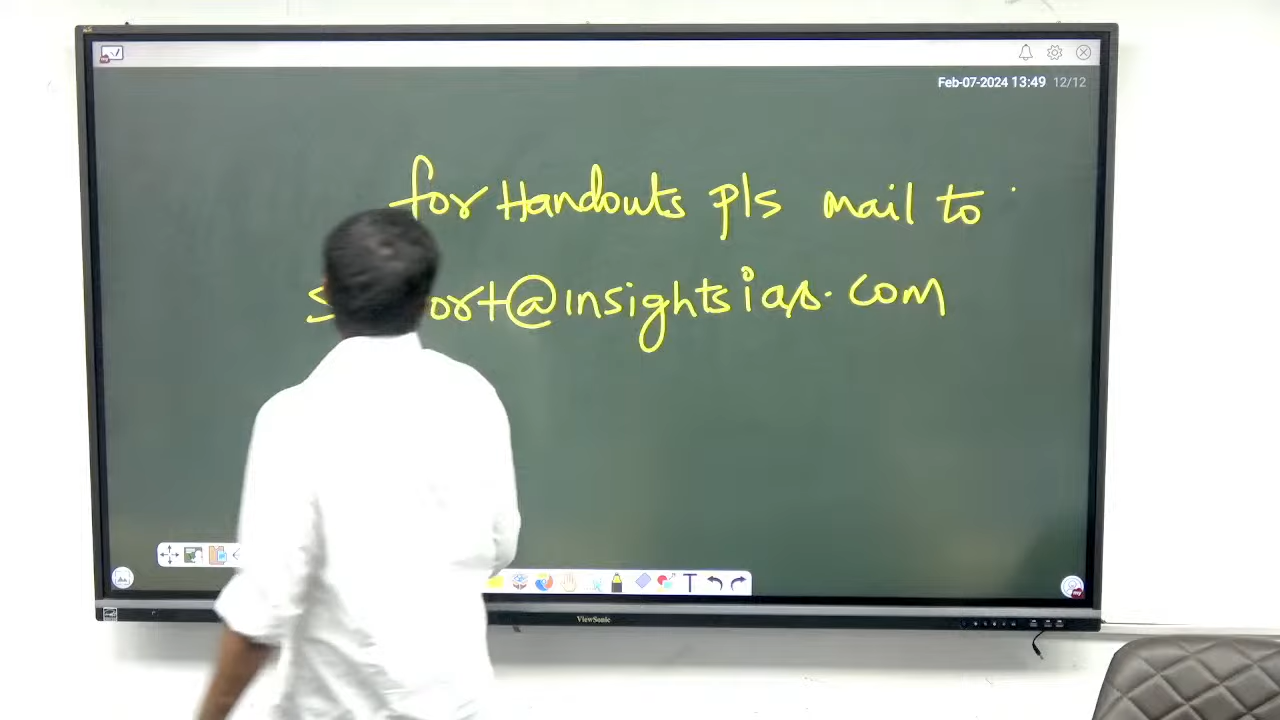 Feb-07-2024 13:49 12/12
for Handouts pls mail to
ort@insightsias.com
T
ViewSonic